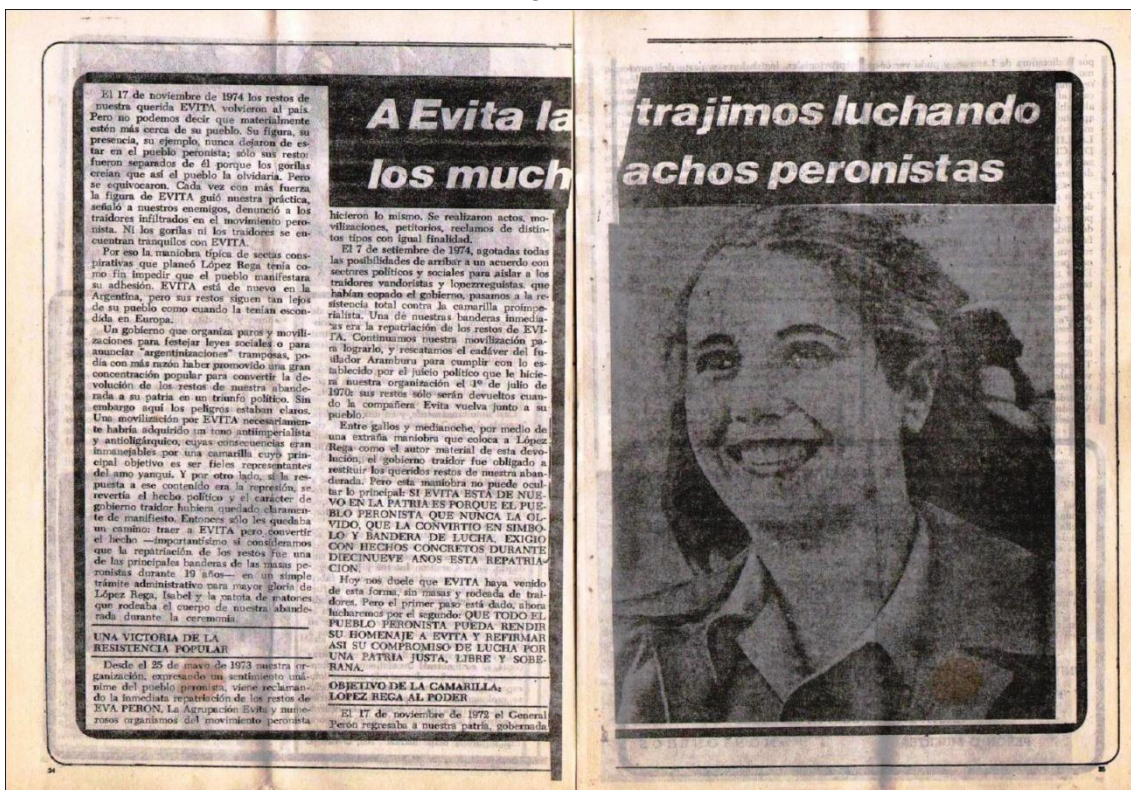 A Evita la trajimos luchando
los muchachos peronistas
El 17 de noviembre de 1974 los restos de
nuestra querida EVITA volvieron al país.
Pero no podemos decir que materialmente
estén más cerca de su pueblo. Su figura, su
presencia, su ejemplo, nunca dejaron de es-
tar en el pueblo peronista; sólo sus restos
fueron separados de él porque los gorilas
creían que así el pueblo la olvidaría. Pero
se equivocaron. Cada vez con más fuerza
la figura de EVITA guió nuestra práctica,
señaló a nuestros enemigos, denunció a los
traidores infiltrados en el movimiento pero-
nista. Ni los gorilas ni los traidores se en-
cuentran tranquilos con EVITA.
Por eso la maniobra típica de sectas cons-
pirativas que planeó López Rega tenía co-
mo fin impedir que el pueblo manifestara
su adhesión. EVITA está de nuevo en la
Argentina, pero sus restos siguen tan lejos
de su pueblo como cuando la tenían escon-
dida en Europa.
Un gobierno que organiza paros y movili-
zaciones para festejar leyes sociales o para
anunciar "argentinizaciones" tramposas, po-
día con más razón haber promovido una gran
concentración popular para convertir la de-
volución de los restos de nuestra abande-
rada a su patria en un triunfo político. Sin
embargo aquí los peligros estaban claros.
Una movilización por EVITA necesariamen-
te habría adquirido un tono antiimperialista
y antioligárquico, cuyas consecuencias eran
inmanejables por una camarilla cuyo prin-
cipal objetivo es ser fieles representantes
del amo yanqui. Y por otro lado, si la res-
puesta a ese contenido era la represión, se
revertía el hecho político y el carácter de
gobierno traidor hubiera quedado claramen-
te de manifiesto. Entonces sólo les quedaba
un camino: traer a EVITA pero convertir
el hecho —importantísimo si consideramos
que la repatriación de los restos fue una
de las principales banderas de las masas pe-
ronistas durante 19 años— en un simple
trámite administrativo para mayor gloria de
López Rega, Isabel y la patota de matones
que rodeaba el cuerpo de nuestra abande-
rada durante la ceremonia.
UNA VICTORIA DE LA
RESISTENCIA POPULAR
Desde el 25 de mayo de 1973 nuestra or-
ganización, expresando un sentimiento uná-
nime del pueblo peronista, viene reclaman-
do la inmediata repatriación de los restos de
EVA PERON. La Agrupación Evita y nume-
rosos organismos del movimiento peronista
hicieron lo mismo. Se realizaron actos, mo-
vilizaciones, petitorios, reclamos de distin-
tos tipos con igual finalidad.
El 7 de setiembre de 1974, agotadas todas
las posibilidades de arribar a un acuerdo con
sectores políticos y sociales para aislar a los
traidores vandoristas y lopezrreguistas, que
habían copado el gobierno, pasamos a la re-
sistencia total contra la camarilla proimpe-
rialista. Una de nuestras banderas inmedia-
tas era la repatriación de los restos de EVI-
TA. Continuamos nuestra movilización pa-
ra lograrlo, y rescatamos el cadáver del fu-
silador Aramburu para cumplir con lo es-
tablecido por el juicio político que le hicie-
ra nuestra organización el 1º de julio de
1970: sus restos sólo serán devueltos cuan-
do la compañera Evita vuelva junto a su
pueblo.
Entre gallos y medianoche, por medio de
una extraña maniobra que coloca a López
Rega como el autor material de esta devo-
lución, el gobierno traidor fue obligado a
restituir los queridos restos de nuestra aban-
derada. Pero esta maniobra no puede ocul-
tar lo principal: SI EVITA ESTA DE NUE-
VO EN LA PATRIA ES PORQUE EL PUE-
BLO PERONISTA QUE NUNCA LA OL-
VIDO, QUE LA CONVIRTIO EN SIMBO-
LO Y BANDERA DE LUCHA, EXIGIO
CON HECHOS CONCRETOS DURANTE
DIECINUEVE AÑOS ESTA REPATRIA-
CION.
Hoy nos duele que EVITA haya venido
de esta forma, sin masas y rodeada de trai-
dores. Pero el primer paso está dado, ahora
lucharemos por el segundo: QUE TODO EL
PUEBLO PERONISTA PUEDA RENDIR
SU HOMENAJE A EVITA Y REFIRMAR
ASI SU COMPROMISO DE LUCHA POR
UNA PATRIA JUSTA, LIBRE Y SOBE-
RANA.
OBJETIVO DE LA CAMARILLA:
LOPEZ REGA AL PODER
El 17 de noviembre de 1972 el General
Perón regresaba a nuestra patria, gobernada
34
35